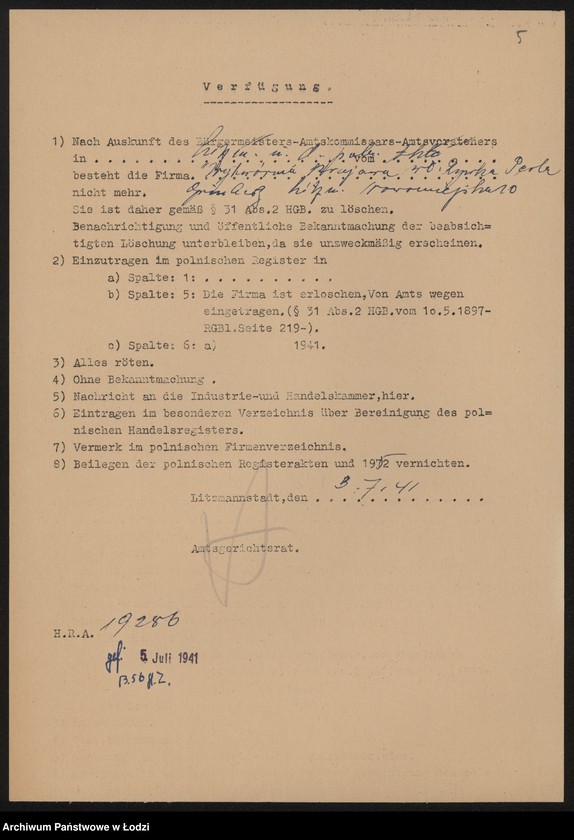 5
Verfügung.
1) Nach Auskunft des Bürgermeisters-Amtskommissars-Amtsvorstehers
in . . . . . . . . . . . . vom
besteht die Firma. Perla
nicht mehr. Grünberg
Sie ist daher gemäß § 31 Abs.2 HGB. zu löschen.
Benachrichtigung und öffentliche Bekanntmachung der beabsich=
tigten Löschung unterbleiben,da sie unzweckmäßig erscheinen.
2) Einzutragen im polnischen Register in
a) Spalte: 1: . . . . . . . . . . .
b) Spalte: 5: Die Firma ist erloschen,Von Amts wegen
eingetragen.(§ 31 Abs.2 HGB.vom 1o.5.1897-
RGBl.Seite 219-).
c) Spalte: 6: a) 1941.
3) Alles röten.
4) Ohne Bekanntmachung .
5) Nachricht an die Industrie-und Handelskammer,hier.
6) Eintragen im besonderen Verzeichnis über Bereinigung des pol=
nischen Handelsregisters.
7) Vermerk im polnischen Firmenverzeichnis.
8) Beilegen der polnischen Registerakten und 1972 vernichten.
Litzmannstadt,den 3.7.41
Amtsgerichtsrat.
H.R.A. 19286
gef. 5. Juli 1941
Archiwum Państwowe w Łodzi